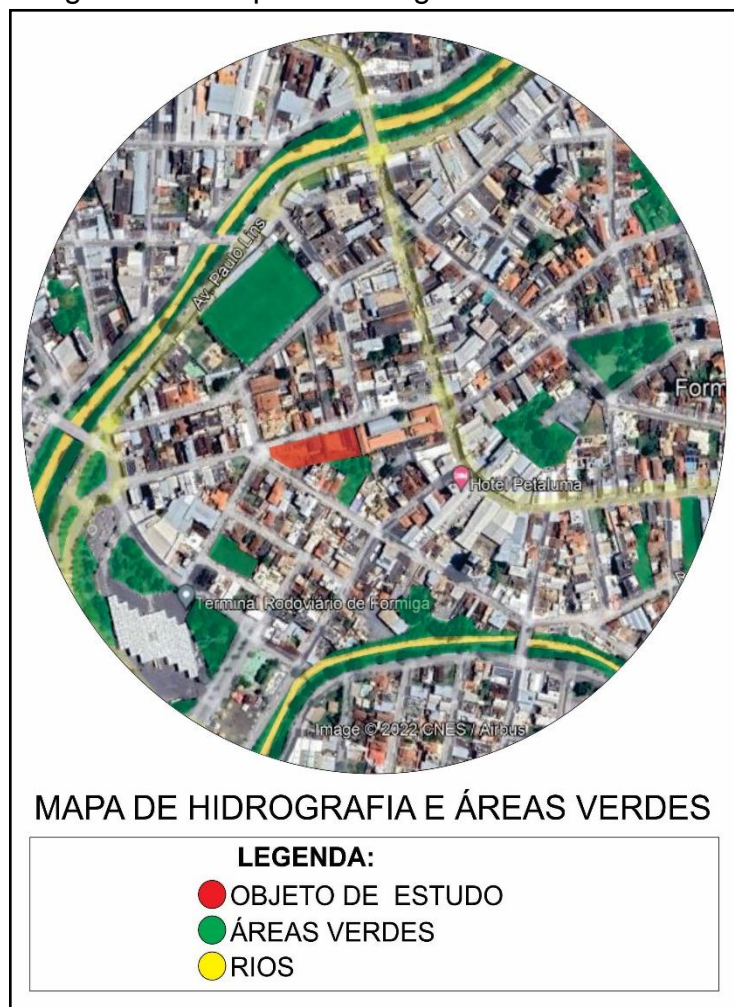 Av. Paulo Lins
Form
Hotel Petaluma
Terminal Rodoviário de Formiga
Image © 2022 CNES / Airbus
MAPA DE HIDROGRAFIA E ÁREAS VERDES
LEGENDA:
OBJETO DE ESTUDO
ÁREAS VERDES
RIOS